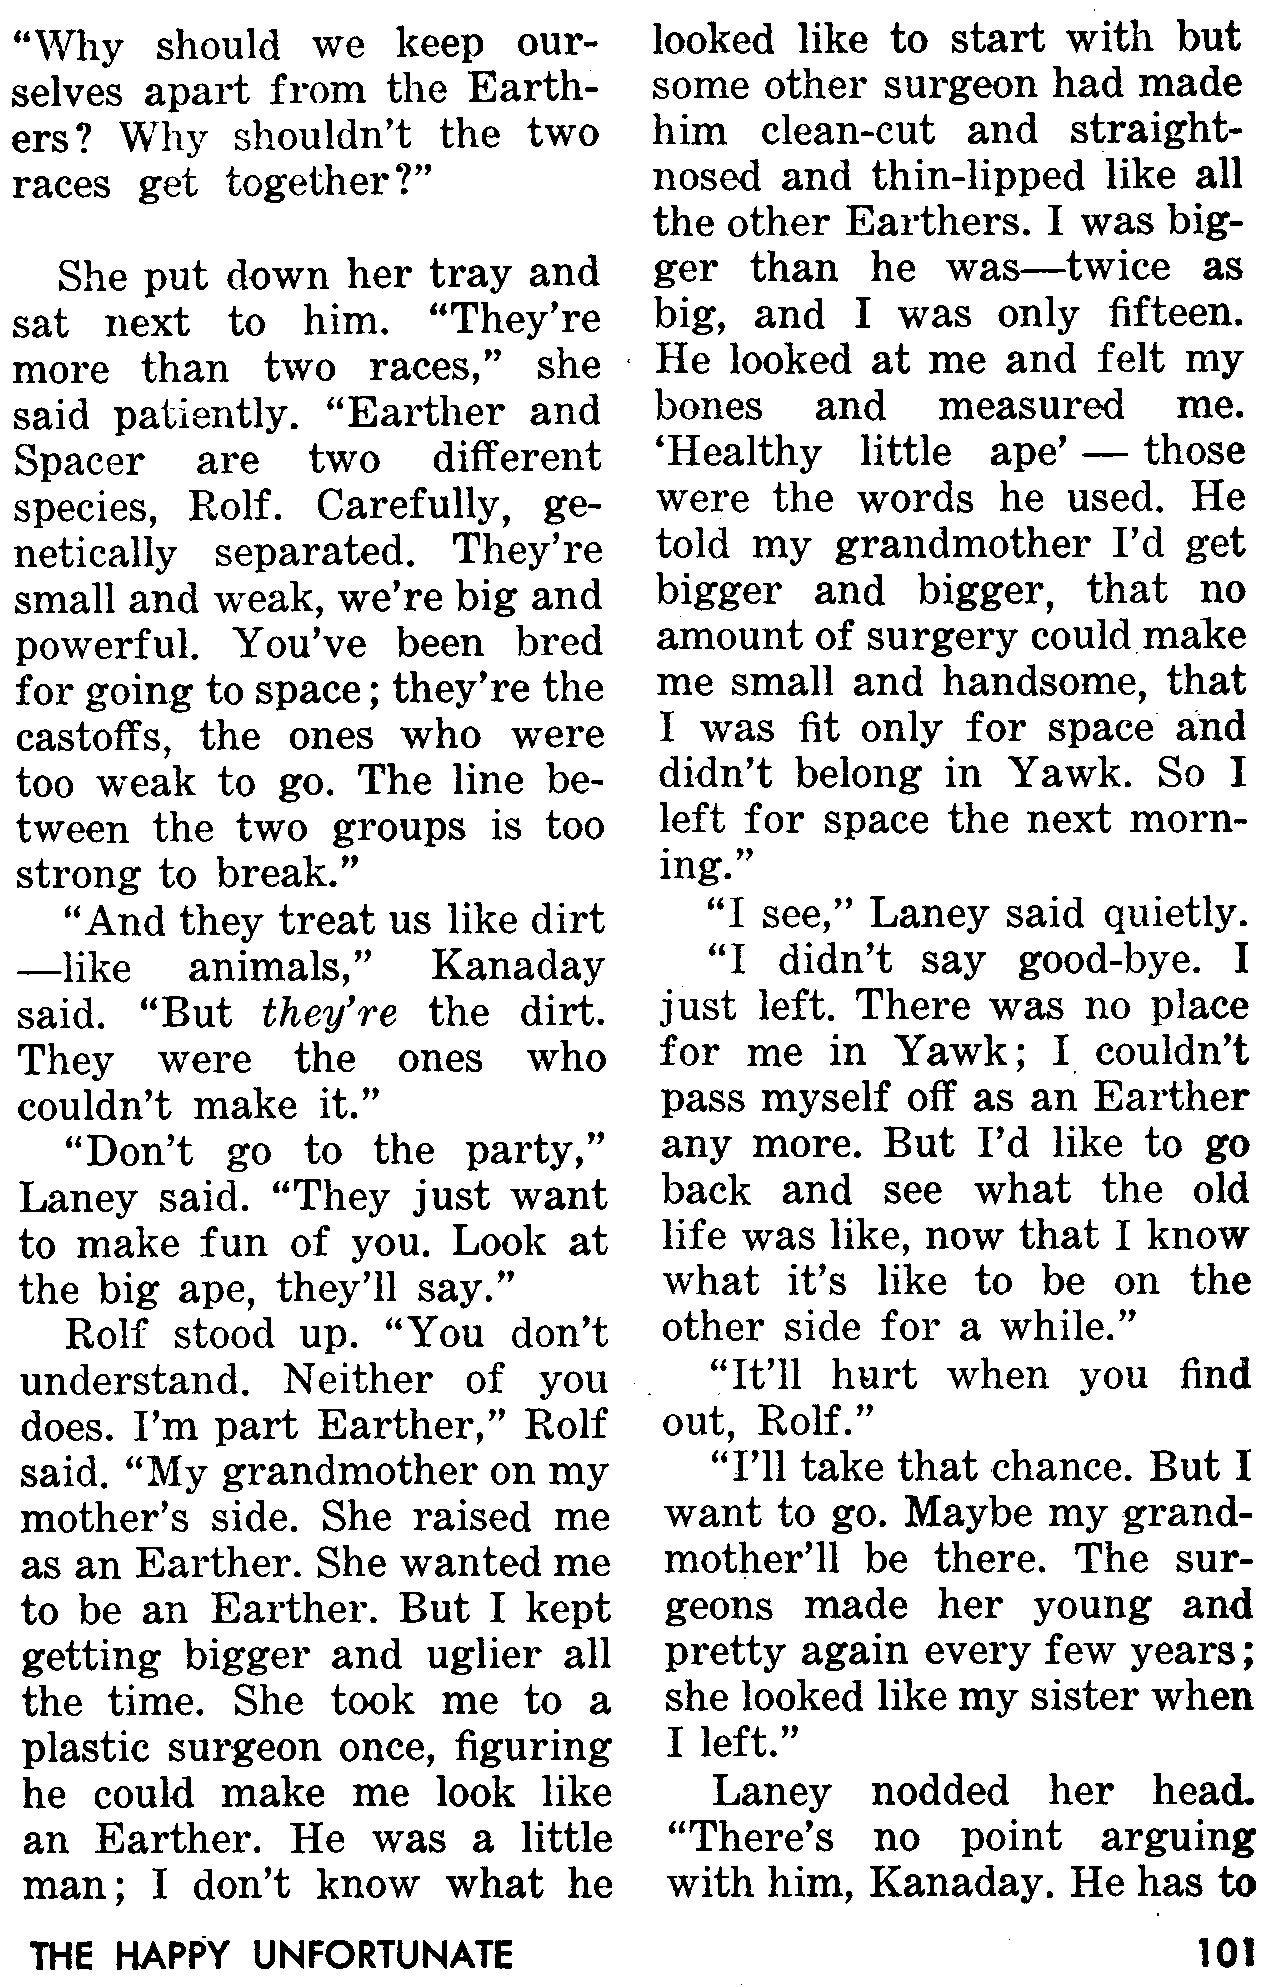 “Why should we keep our-
selves apart from the Earth-
ers? Why shouldn’t the two
races get together?”
She put down her tray and
sat next to him. “They’re
more than two races,” she
said patiently. “Earther and
Spacer are two different
species, Rolf. Carefully, ge-
netically separated. They’re
small and weak, we’re big and
powerful. You’ve been bred
for going to space; they’re the
castoffs, the ones who were
too weak to go. The line be-
tween the two groups is too
strong to break.”
“And they treat us like dirt
—like animals,” Kanaday
said. “But they’re the dirt.
They were the ones who
couldn’t make it.”
“Don’t go to the party,”
Laney said. “They just want
to make fun of you. Look at
the big ape, they’ll say.”
Rolf stood up. “You don’t
understand. Neither of you
does. I’m part Earther,” Rolf
said. “My grandmother on my
mother’s side. She raised me
as an Earther. She wanted me
to be an Earther. But I kept
getting bigger and uglier all
the time. She took me to a
plastic surgeon once, figuring
he could make me look like
an Earther. He was a little
man; I don’t know what he
looked like to start with but
some other surgeon had made
him clean-cut and straight-
nosed and thin-lipped like all
the other Earthers. I was big-
ger than he was—twice as
big, and I was only fifteen.
He looked at me and felt my
bones and measured me.
‘Healthy little ape’ — those
were the words he used. He
told my grandmother I’d get
bigger and bigger, that no
amount of surgery could make
me small and handsome, that
I was fit only for space and
didn’t belong in Yawk. So I
left for space the next morn-
ing.”
“I see,” Laney said quietly.
“I didn’t say good-bye. I
just left. There was no place
for me in Yawk; I couldn’t
pass myself off as an Earther
any more. But I’d like to go
back and see what the old
life was like, now that I know
what it’s like to be on the
other side for a while.”
“It’ll hurt when you find
out, Rolf.”
“I’ll take that chance. But I
want to go. Maybe my grand-
mother’ll be there. The sur-
geons made her young and
pretty again every few years;
she looked like my sister when
I left.”
Laney nodded her head.
“There’s no point arguing
with him, Kanaday. He has to
THE HAPPY UNFORTUNATE
101